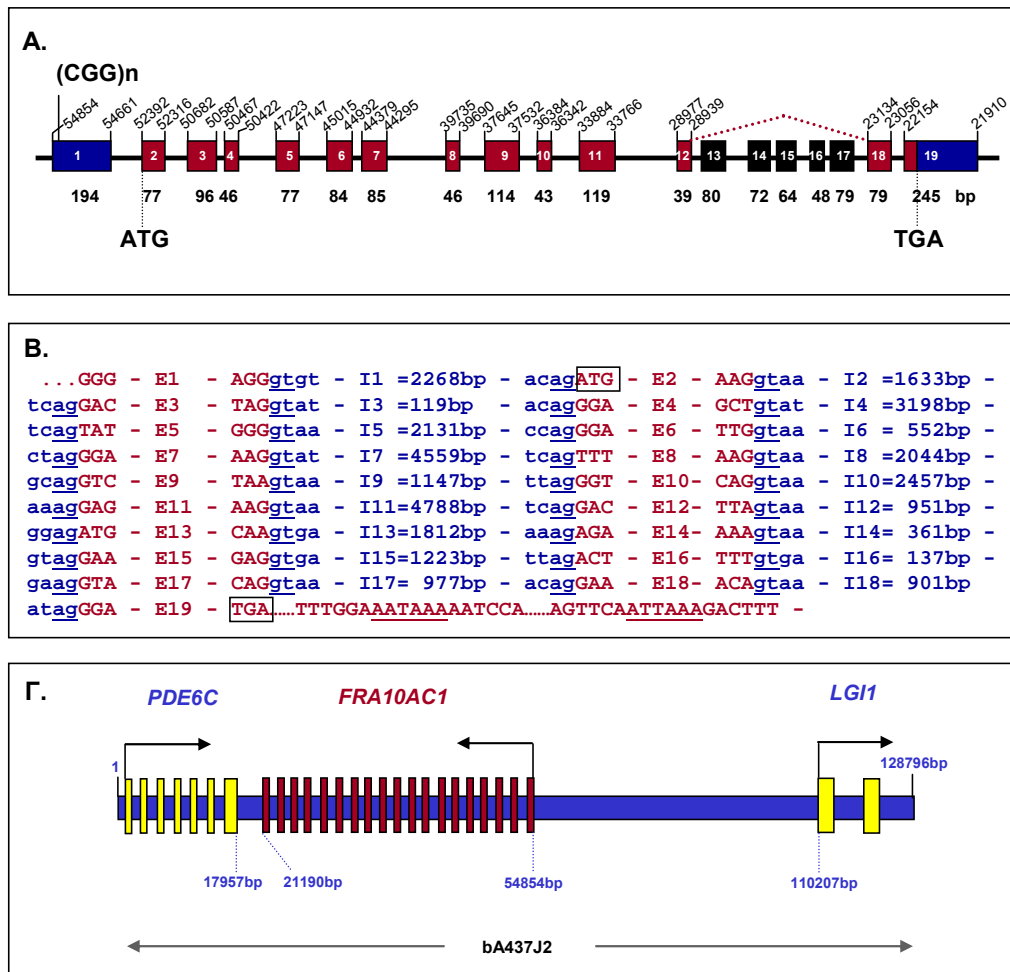 A.
(CGG)n
54854 54661 52392 52316 50682 50587 50467 50422 47223 47147 45015 44932 44379 44295 39735 39690 37645 37532 36384 36342 33884 33766 28977 28939 23134 23056 22154 21910
1 2 3 4 5 6 7 8 9 10 11 12 13 14 15 16 17 18 19
194 77 96 46 77 84 85 46 114 43 119 39 80 72 64 48 79 79 245 bp
ATG TGA
B.
...GGG - E1 - AGGgtgt - I1 =2268bp - acagATG - E2 - AAGgtaa - I2 =1633bp -
tcagGAC - E3 - TAGgtat - I3 =119bp - acagGGA - E4 - GCTgtat - I4 =3198bp -
tcagTAT - E5 - GGGgtaa - I5 =2131bp - ccagGGA - E6 - TTGgtaa - I6 = 552bp -
ctagGGA - E7 - AAGgtat - I7 =4559bp - tcagTTT - E8 - AAGgtaa - I8 =2044bp -
gcagGTC - E9 - TAAgtaa - I9 =1147bp - ttagGGT - E10 - CAGgtaa - I10=2457bp -
aaagGAG - E11 - AAGgtaa - I11=4788bp - tcagGAC - E12 - TTAgtaa - I12= 951bp -
ggagATG - E13 - CAAgtga - I13=1812bp - aaagAGA - E14 - AAAgtaa - I14= 361bp -
gtagGAA - E15 - GAGgtga - I15=1223bp - ttagACT - E16 - TTTgtga - I16= 137bp -
gaagGTA - E17 - CAGgtaa - I17= 977bp - acagGAA - E18 - ACAgtaa - I18= 901bp
atagGGA - E19 - TGA……TTTGGAAATAAAAATCCA……AGTTCAATTAAAGACTTT -
Γ.
PDE6C FRA10AC1 LGI1
1 128796bp
17957bp 21190bp 54854bp 110207bp
bA437J2